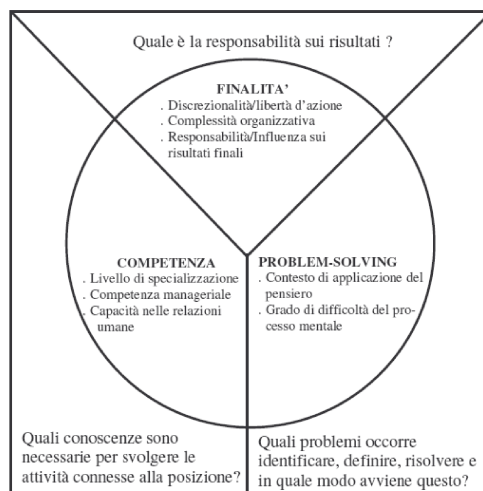 Quale è la responsabilità sui risultati ?
FINALITA’
. Discrezionalità/libertà d’azione
. Complessità organizzativa
. Responsabilità/Influenza sui
risultati finali
COMPETENZA
. Livello di specializzazione
. Competenza manageriale
. Capacità nelle relazioni
umane
PROBLEM-SOLVING
. Contesto di applicazione del
pensiero
. Grado di difficoltà del pro-
cesso mentale
Quali conoscenze sono
necessarie per svolgere le
attività connesse alla posizione?
Quali problemi occorre
identificare, definire, risolvere e
in quale modo avviene questo?